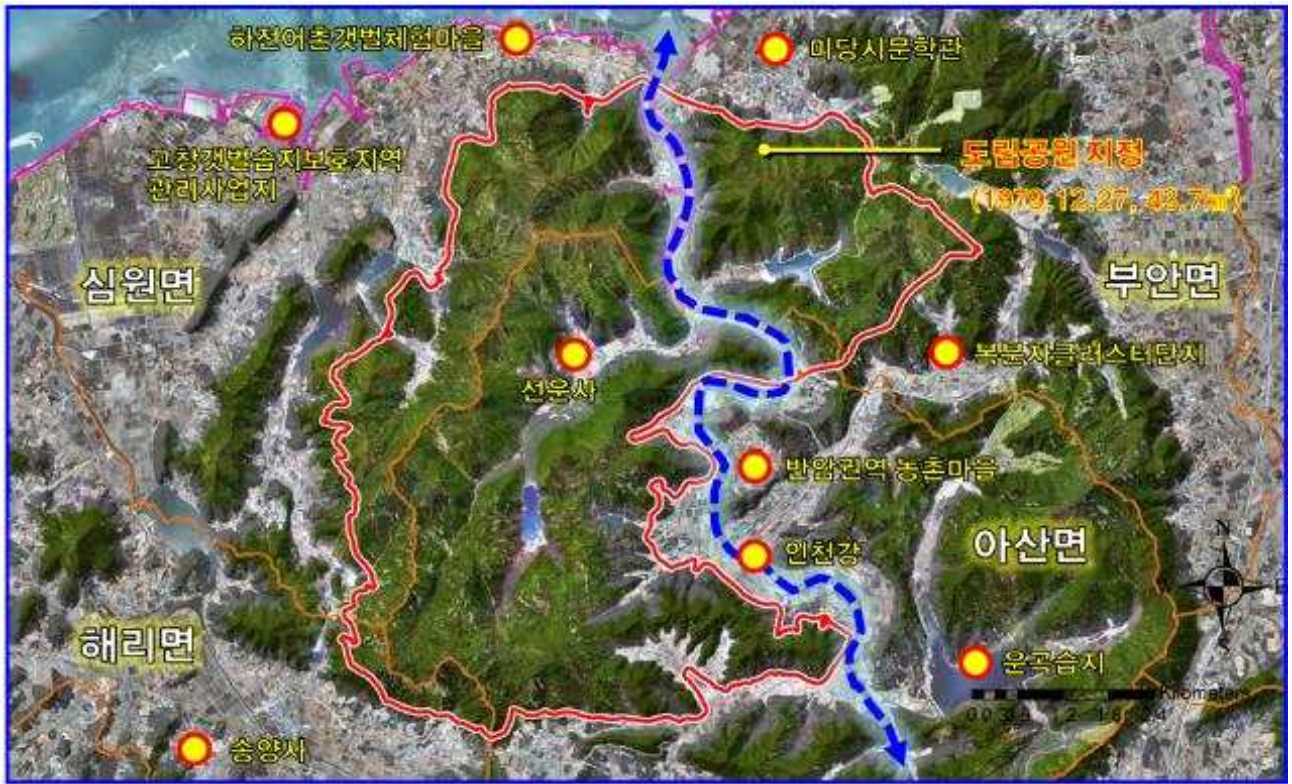 하전어촌갯벌체험마을
미당시문학관
고창갯벌습지보호지역
관리사업지
도립공원 지정
(1979.12.27, 43.7㎢)
심원면
부안면
선운사
복분자클러스터단지
반암권역 농촌마을
인천강
아산면
해리면
운곡습지
송양사
N
E
S
Kilometers